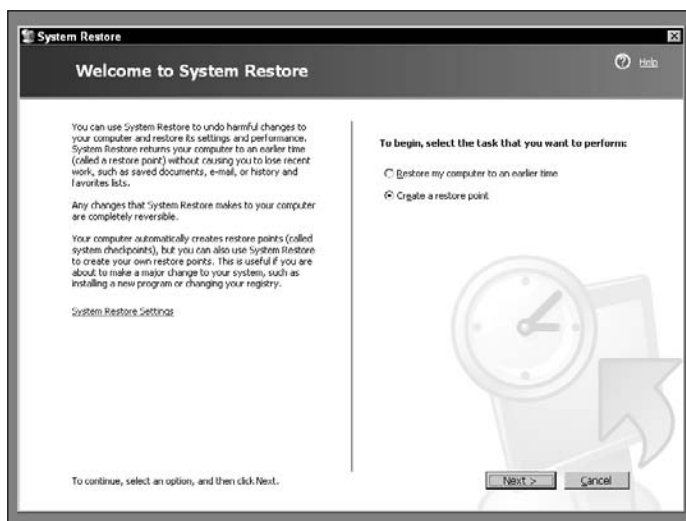 System Restore
Welcome to System Restore
Help
You can use System Restore to undo harmful changes to
your computer and restore its settings and performance.
System Restore returns your computer to an earlier time
(called a restore point) without causing you to lose recent
work, such as saved documents, e-mail, or history and
favorites lists.
Any changes that System Restore makes to your computer
are completely reversible.
Your computer automatically creates restore points (called
system checkpoints), but you can also use System Restore
to create your own restore points. This is useful if you are
about to make a major change to your system, such as
installing a new program or changing your registry.
System Restore Settings
To begin, select the task that you want to perform:
Restore my computer to an earlier time
Create a restore point
To continue, select an option, and then click Next.
Next >
Cancel